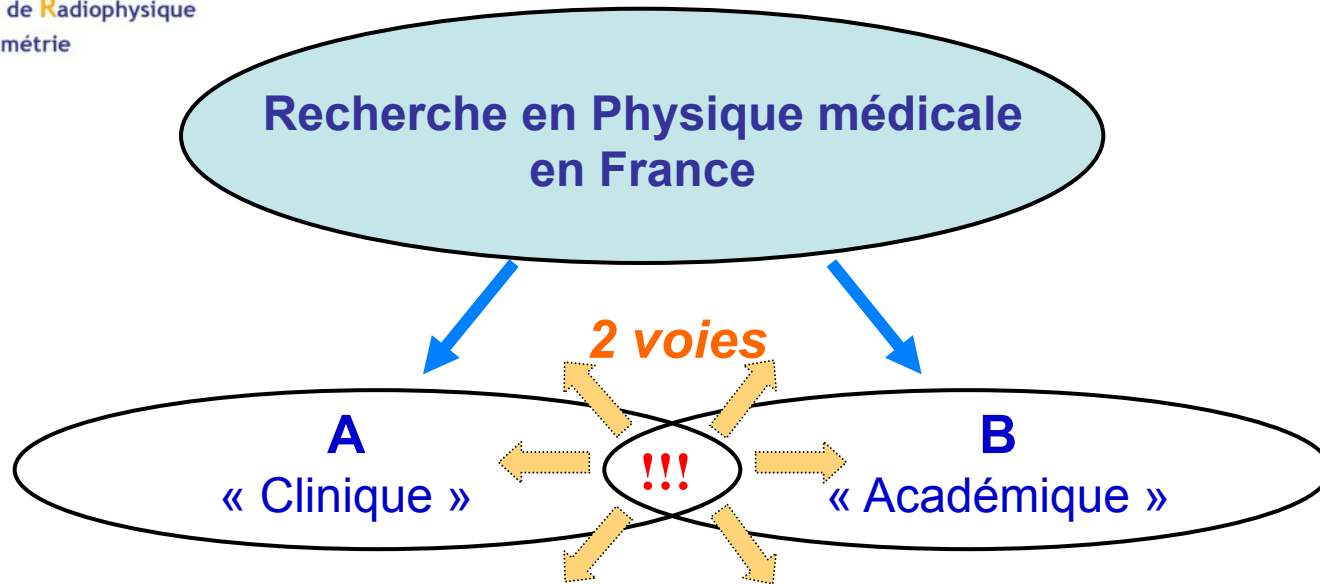 de Radiophysique
métrie
Recherche en Physique médicale
en France
2 voies
A
« Clinique »
!!!
B
« Académique »